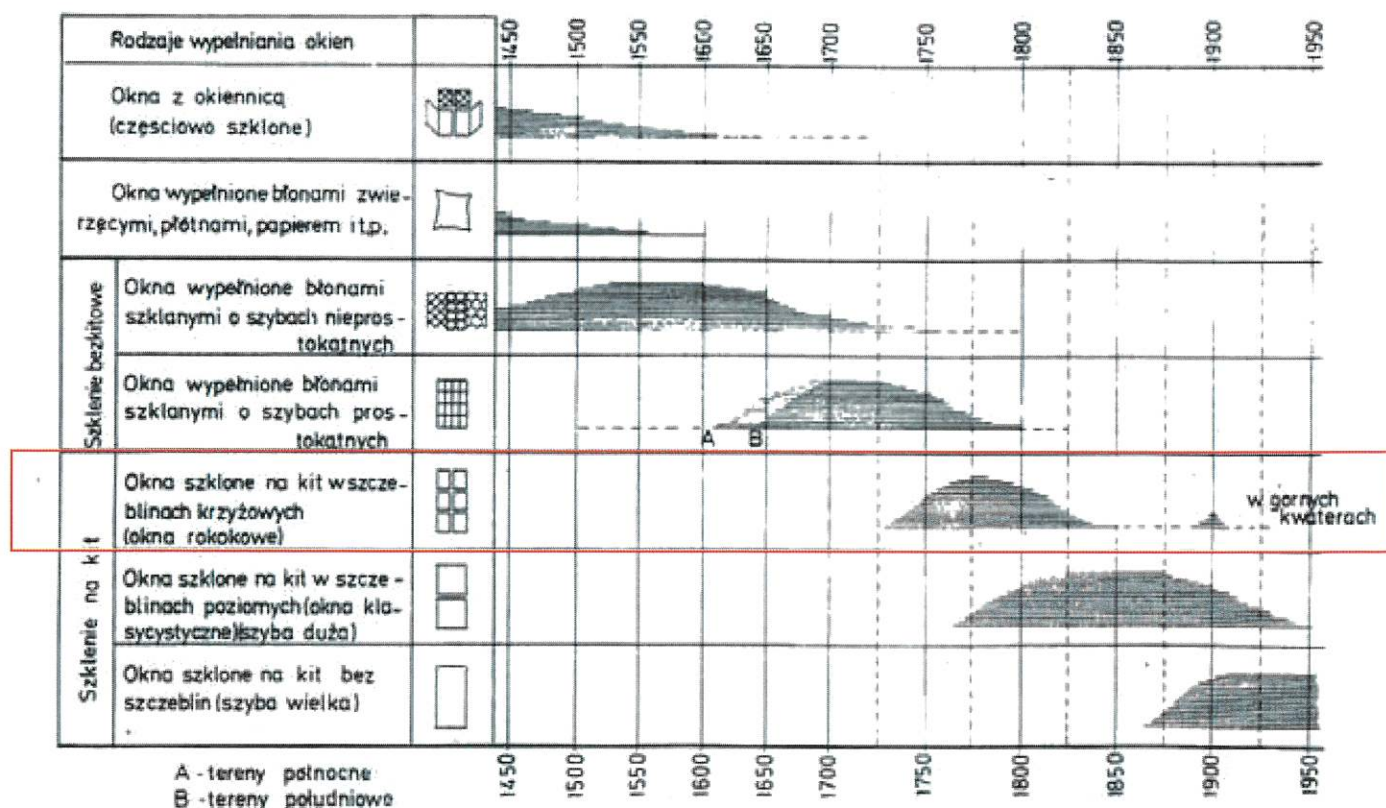 Rodzaje wypełniania okien
1450 1500 1550 1600 1650 1700 1750 1800 1850 1900 1950
Okna z okiennicą
(częsciowo szklone)
Okna wypełnione błonami zwie-
rzęcymi, płótnami, papierem i t.p.
Szklenie bezkitowe
Okna wypełnione błonami
szklanymi o szybach niepros-
tokątnych
Okna wypełnione błonami
szklanymi o szybach pros-
tokątnych
A B
Szklenie na kit
Okna szklone na kit w szcze-
blinach krzyżowych
(okna rokokowe)
w gornych
kwaterach
Okna szklone na kit w szcze-
blinach poziomych (okna kla-
sycystyczne)(szyba duża)
Okna szklone na kit bez
szczeblin (szyba wielka)
1450 1500 1550 1600 1650 1700 1750 1800 1850 1900 1950
A - tereny północne
B - tereny południowe